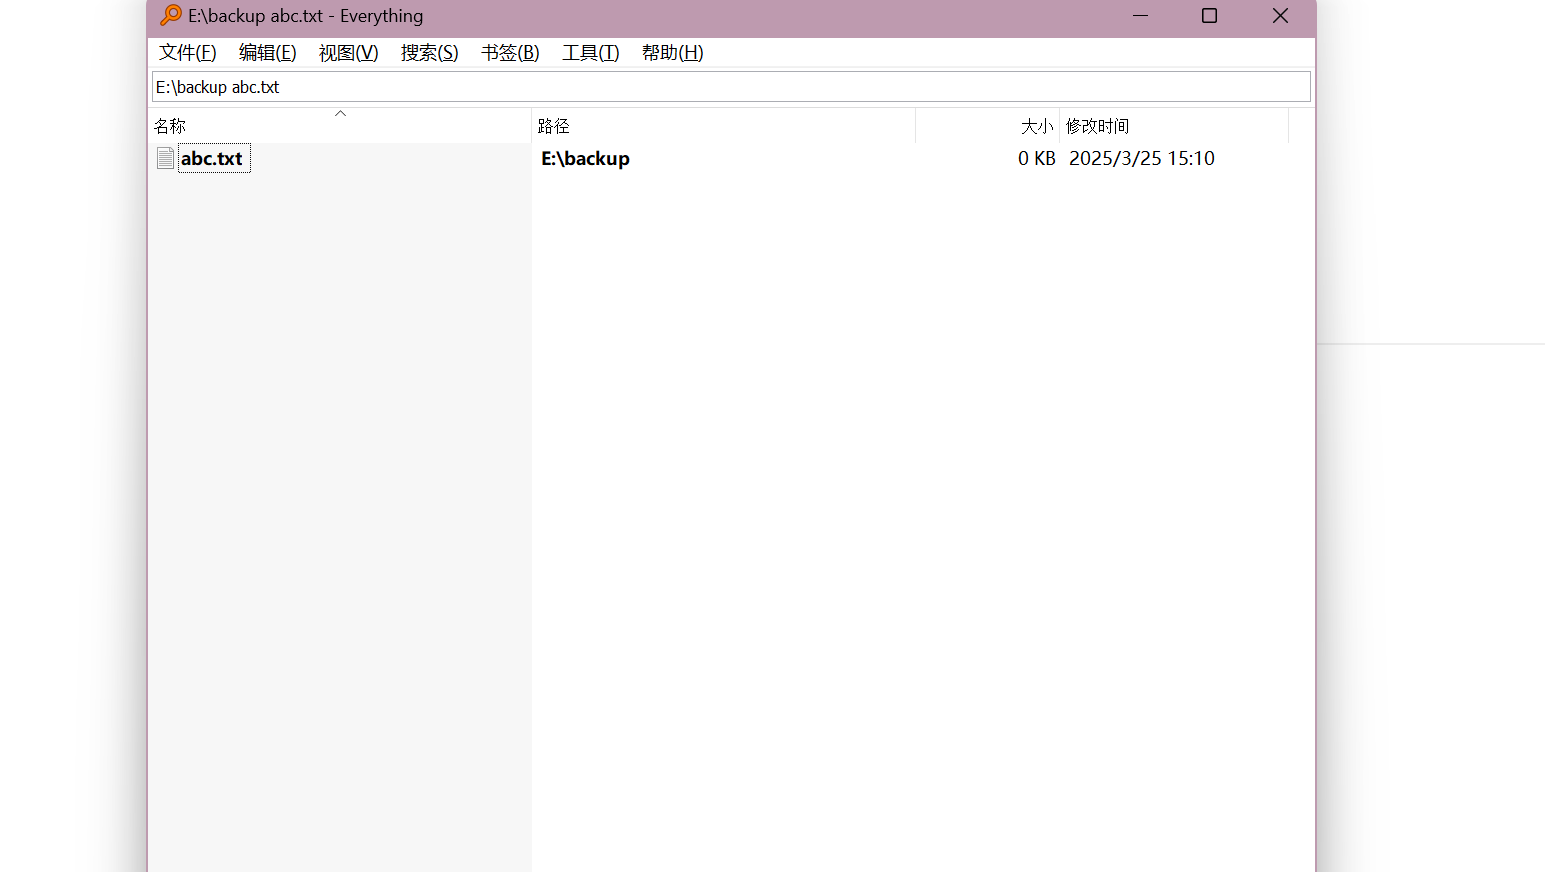 E:\backup abc.txt - Everything
文件(F) 编辑(E) 视图(V) 搜索(S) 书签(B) 工具(T) 帮助(H)
E:\backup abc.txt
名称 路径 大小 修改时间
abc.txt E:\backup 0 KB 2025/3/25 15:10